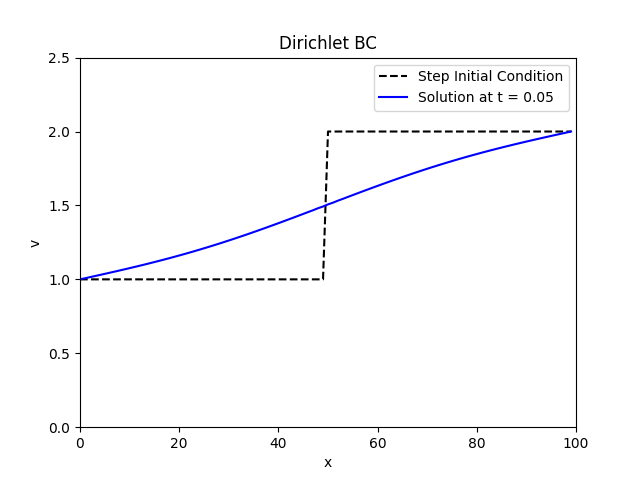 Dirichlet BC
Step Initial Condition
Solution at t = 0.05
v
2.5
2.0
1.5
1.0
0.5
0.0
0 20 40 60 80 100
x